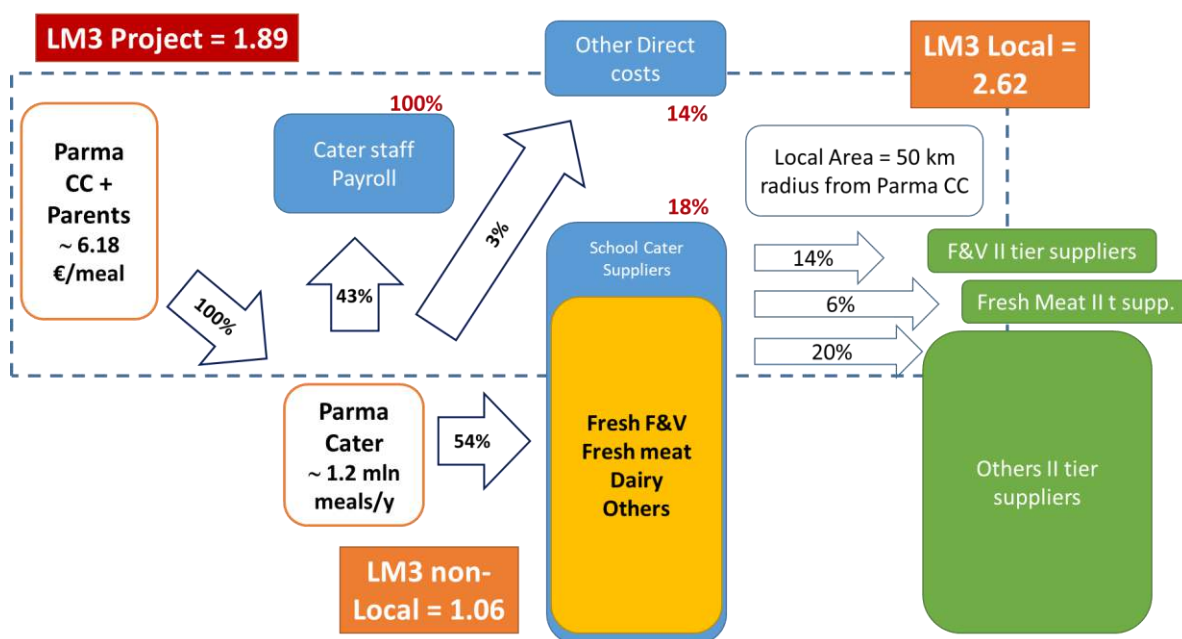 LM3 Project = 1.89
Other Direct
costs
LM3 Local =
2.62
100%
14%
Parma
CC +
Parents
~ 6.18
€/meal
Cater staff
Payroll
Local Area = 50 km
radius from Parma CC
3%
18%
School Cater
Suppliers
14%
F&V II tier suppliers
43%
6%
Fresh Meat II t supp.
100%
20%
Parma
Cater
~ 1.2 mln
meals/y
54%
Fresh F&V
Fresh meat
Dairy
Others
Others II tier
suppliers
LM3 non-
Local = 1.06